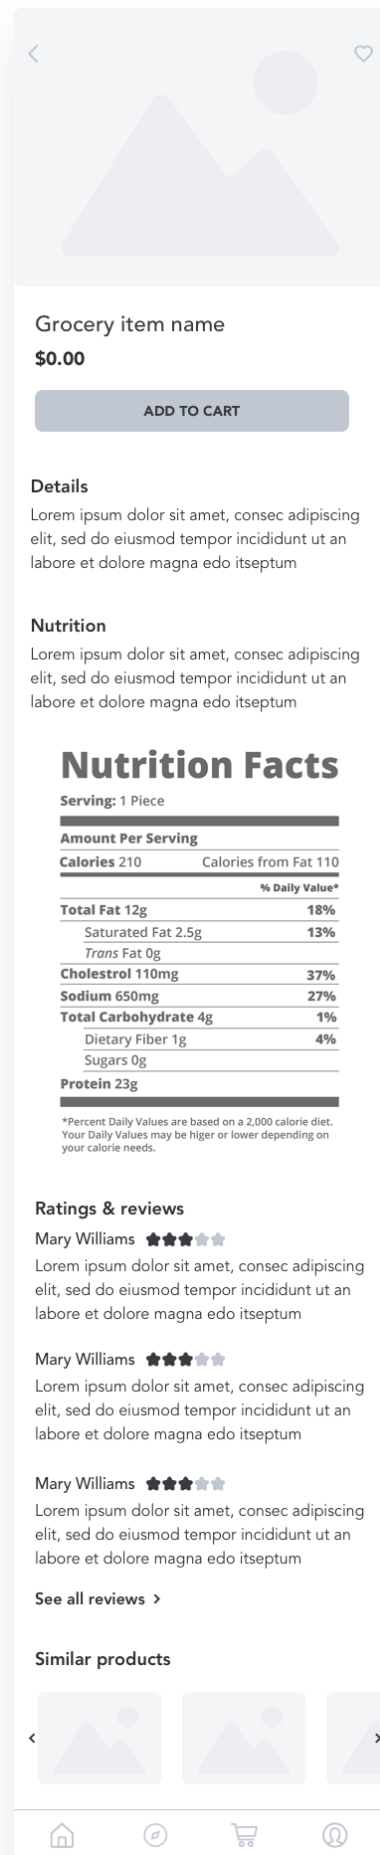 Grocery item name
$0.00
ADD TO CART
Details
Lorem ipsum dolor sit amet, consec adipiscing
elit, sed do eiusmod tempor incididunt ut an
labore et dolore magna edo itseptum
Nutrition
Lorem ipsum dolor sit amet, consec adipiscing
elit, sed do eiusmod tempor incididunt ut an
labore et dolore magna edo itseptum
Nutrition Facts
Serving: 1 Piece
Amount Per Serving
Calories 210 Calories from Fat 110
% Daily Value*
Total Fat 12g 18%
Saturated Fat 2.5g 13%
Trans Fat 0g
Cholestrol 110mg 37%
Sodium 650mg 27%
Total Carbohydrate 4g 1%
Dietary Fiber 1g 4%
Sugars 0g
Protein 23g
*Percent Daily Values are based on a 2,000 calorie diet.
Your Daily Values may be higer or lower depending on
your calorie needs.
Ratings & reviews
Mary Williams
Lorem ipsum dolor sit amet, consec adipiscing
elit, sed do eiusmod tempor incididunt ut an
labore et dolore magna edo itseptum
Mary Williams
Lorem ipsum dolor sit amet, consec adipiscing
elit, sed do eiusmod tempor incididunt ut an
labore et dolore magna edo itseptum
Mary Williams
Lorem ipsum dolor sit amet, consec adipiscing
elit, sed do eiusmod tempor incididunt ut an
labore et dolore magna edo itseptum
See all reviews
Similar products